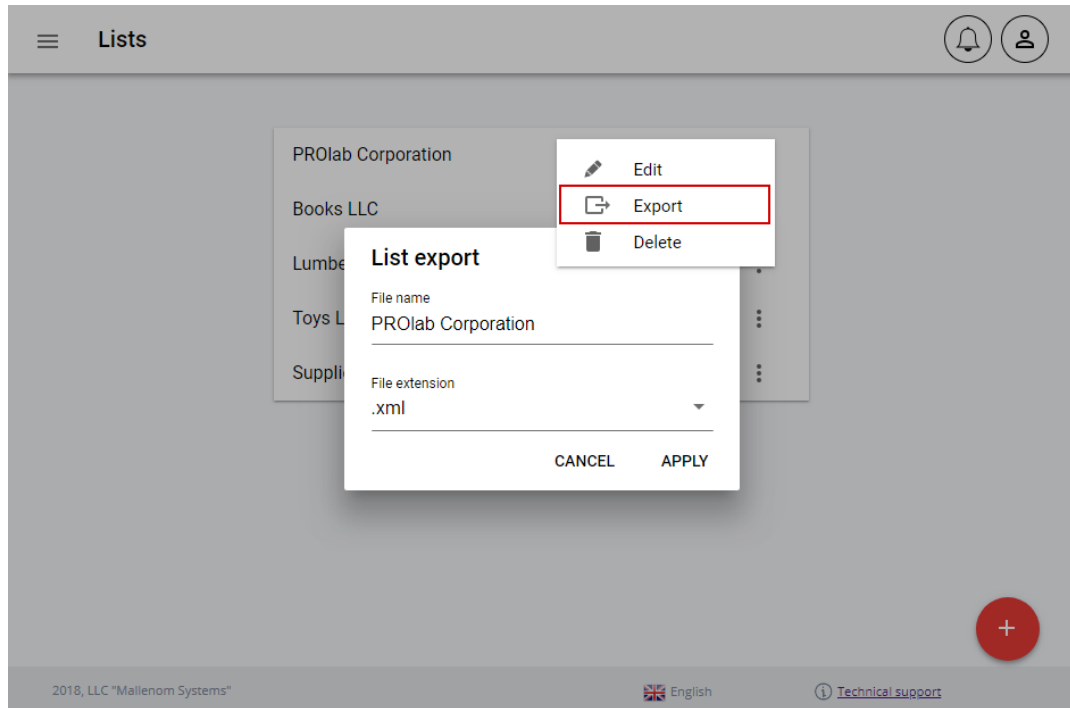 Lists
PROlab Corporation
Edit
Books LLC
Export
Delete
Lumbe
List export
File name
PROlab Corporation
Toys L
Suppli
File extension
.xml
CANCEL APPLY
2018, LLC "Mallenom Systems" English Technical support